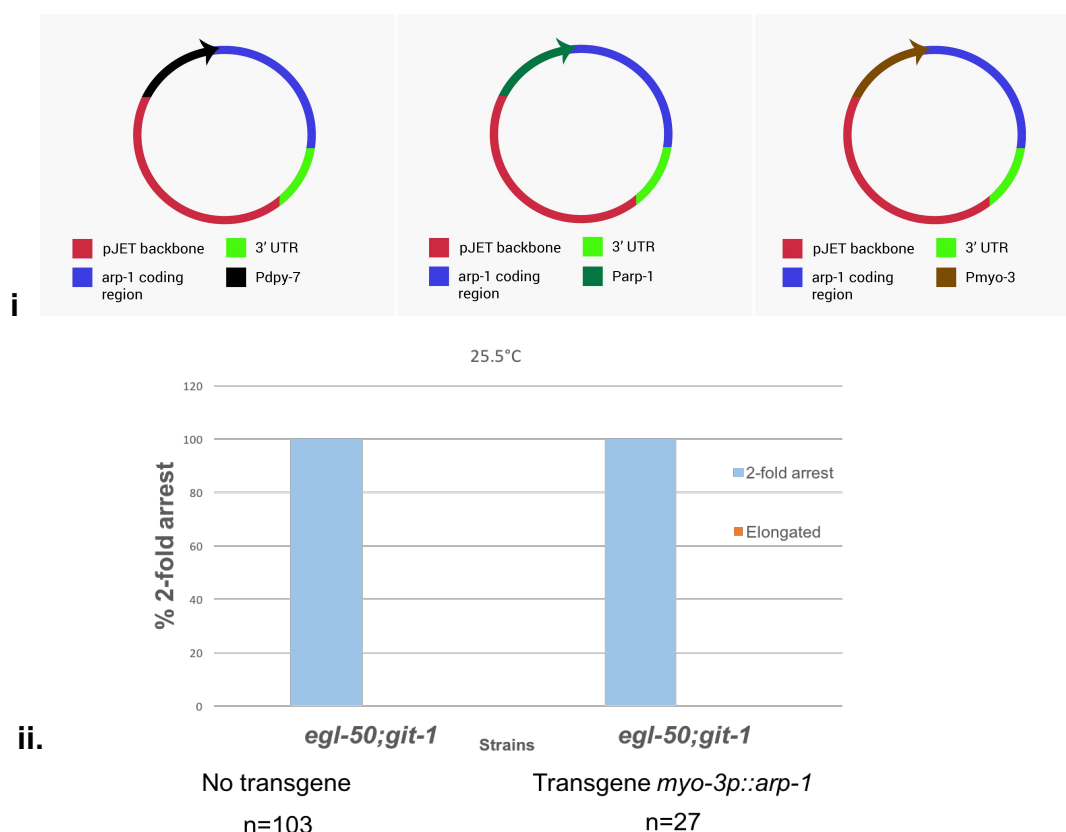 pJET backbone
3′ UTR
arp-1 coding
region
Pdpy-7
pJET backbone
3′ UTR
arp-1 coding
region
Parp-1
pJET backbone
3′ UTR
arp-1 coding
region
Pmyo-3
i
25.5°C
120
100
80
60
40
20
0
% 2-fold arrest
2-fold arrest
Elongated
egl-50;git-1
egl-50;git-1
Strains
ii.
No transgene
Transgene myo-3p::arp-1
n=103
n=27